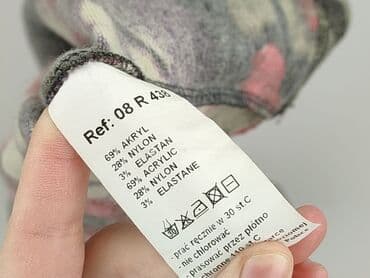 Ref: 08 R 438
69% AKRYL
28% NYLON
3% ELASTAN
69% ACRYLIC
28% NYLON
3% ELASTANE
- prać ręcznie w 30 st C
- nie chlorować
- prasować przez płótno